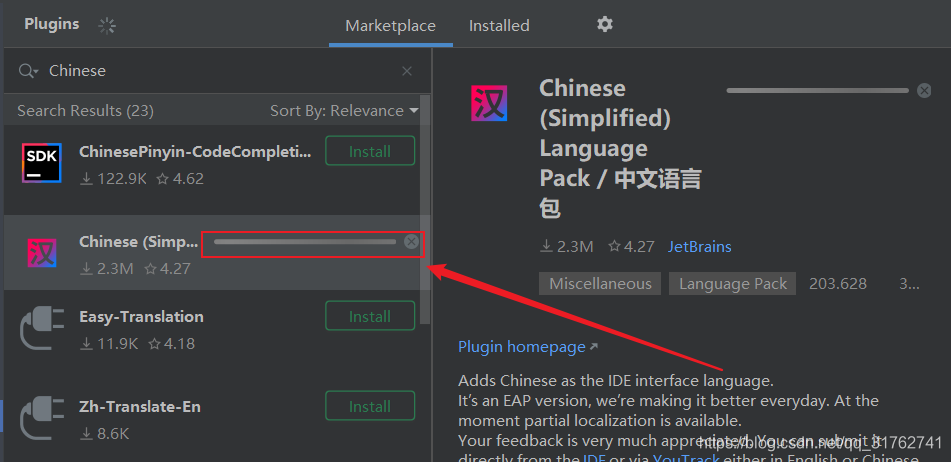 Plugins
Marketplace
Installed
Chinese
Search Results (23)
Sort By: Relevance
SDK
ChinesePinyin-CodeCompleti...
Install
122.9K
4.62
汉
Chinese (Simp...
2.3M
4.27
Easy-Translation
Install
11.9K
4.18
Zh-Translate-En
Install
8.6K
汉
Chinese
(Simplified)
Language
Pack / 中文语言
包
2.3M
4.27
JetBrains
Miscellaneous
Language Pack
203.628
3...
Plugin homepage
Adds Chinese as the IDE interface language.
It's an EAP version, we're making it better everyday. At the
moment partial localization is available.
Your feedback is very much appreciated. You can submit it
directly from the IDE or via YouTrack either in English or Chinese
https://blog.csdn.net/qq_31762741